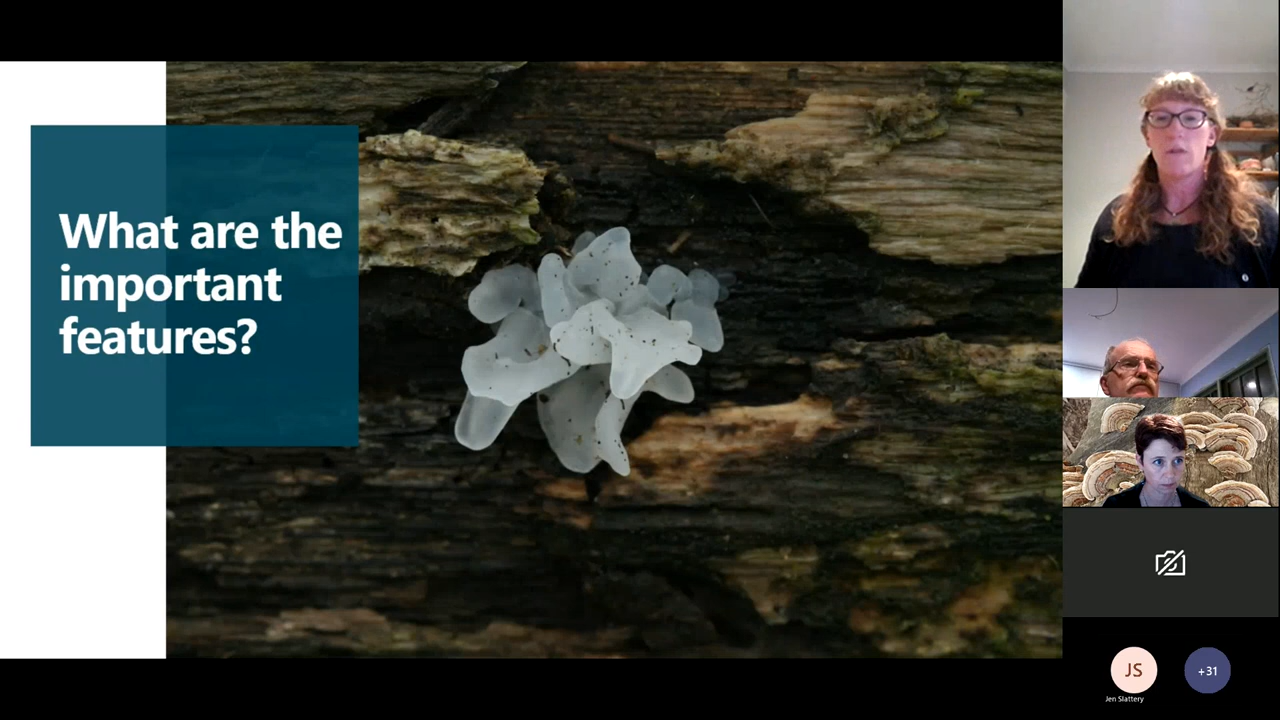 What are the
important
features?
JS
+31
Jen Slattery